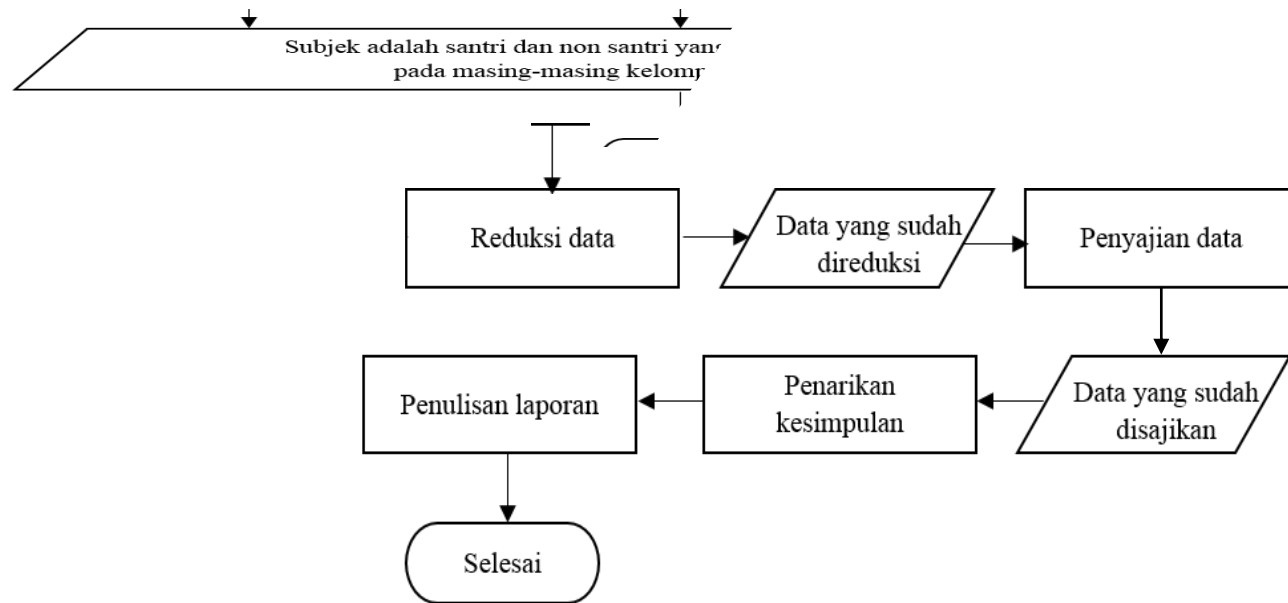 Subjek adalah santri dan non santri yang
pada masing-masing
Reduksi data
Data yang sudah
direduksi
Penyajian data
Data yang sudah
disajikan
Penarikan
kesimpulan
Penulisan laporan
Selesai